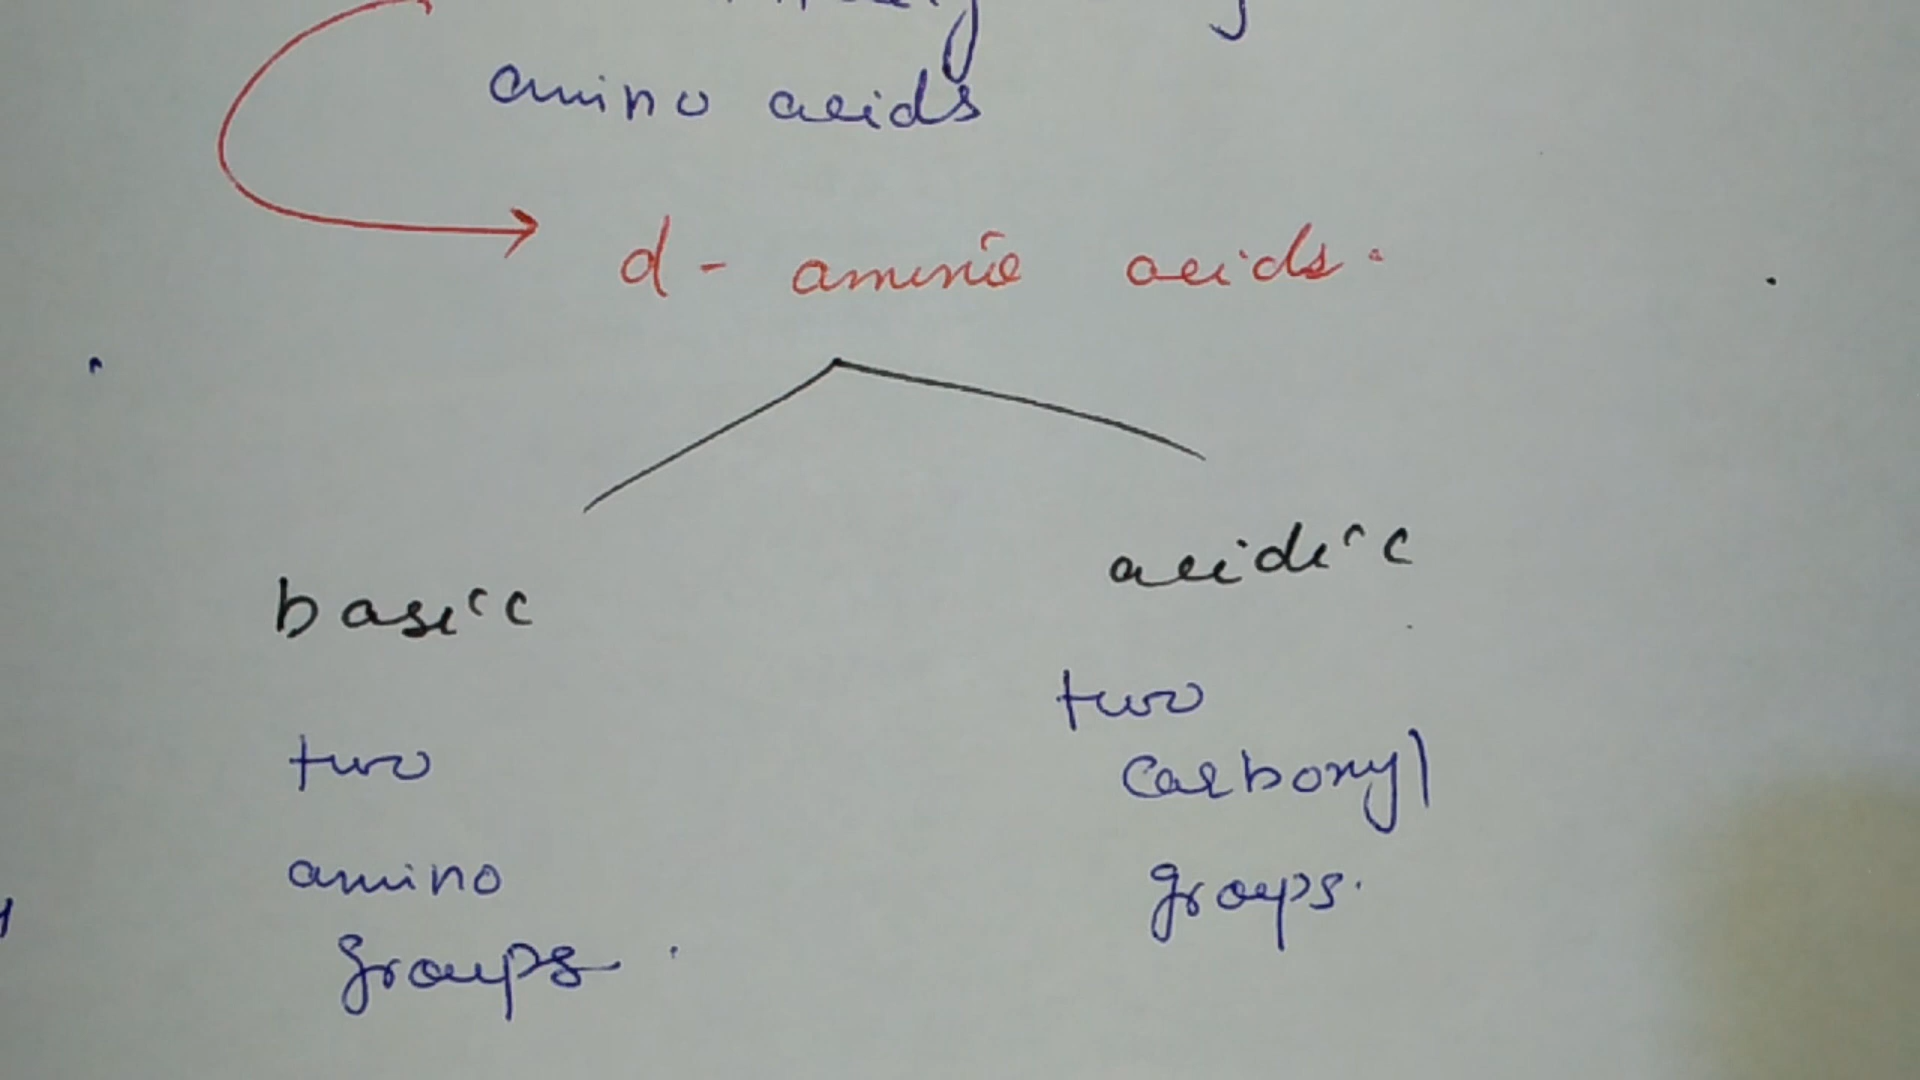 amino acids
d - amino acids.
basic
acidic
two
amino
groups.
two
carbonyl
groups.